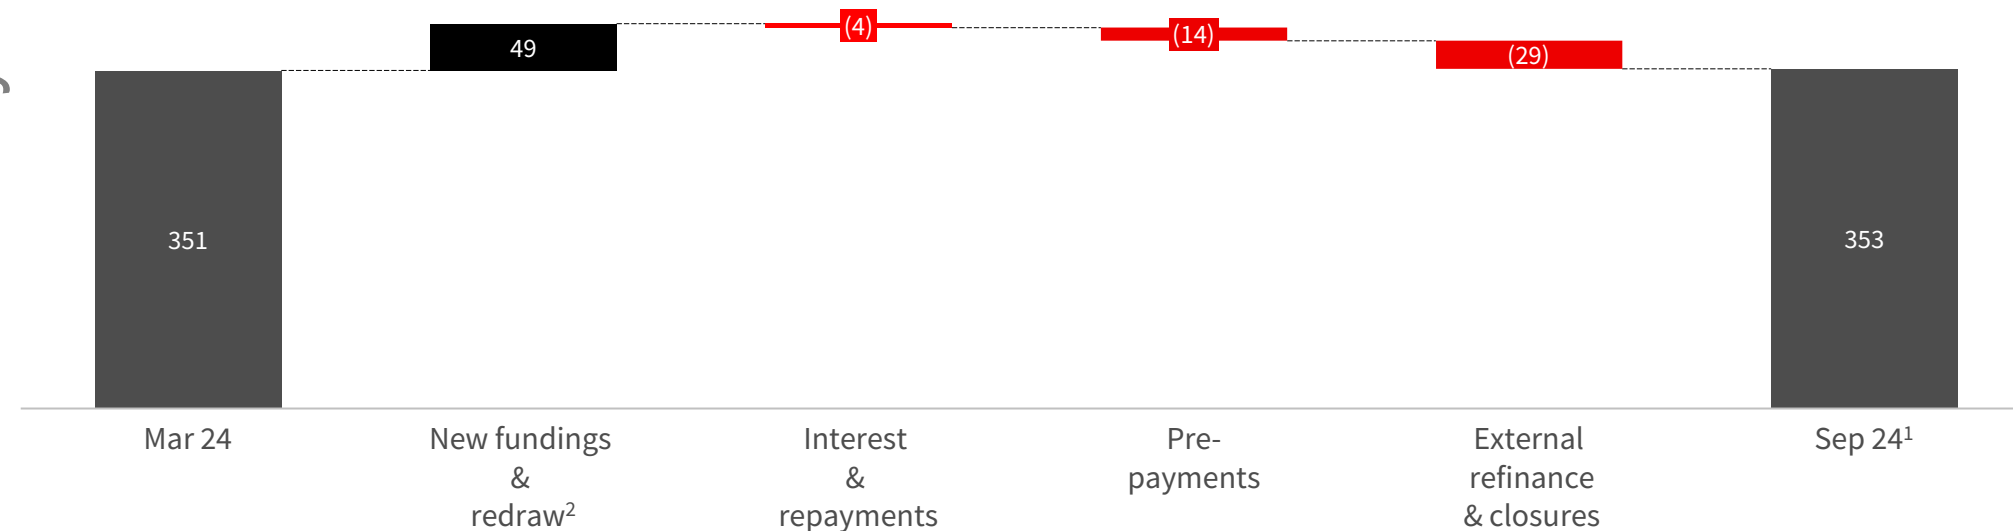 49
(4)
(14)
(29)
351
353
Mar 24
New fundings
&
redraw²
Interest
&
repayments
Pre-
payments
External
refinance
& closures
Sep 24¹